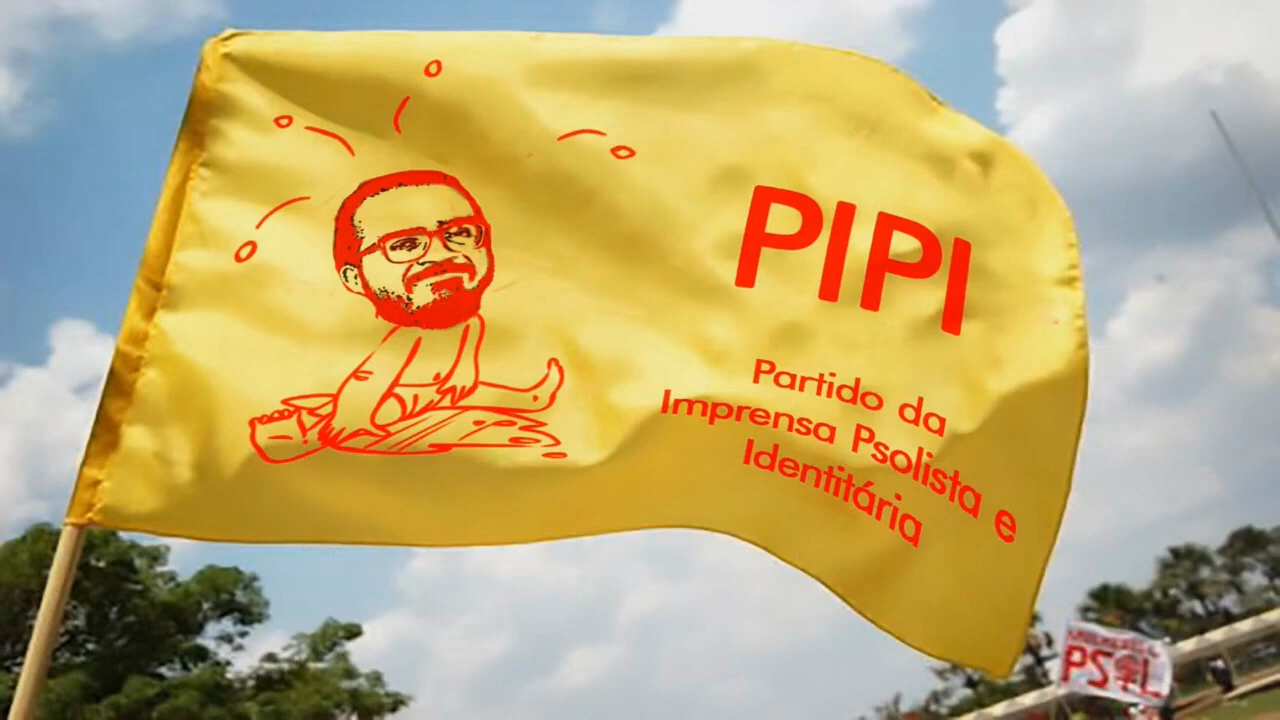 PIPI
Partido da
Imprensa Psolista e
Identitária
PSOL